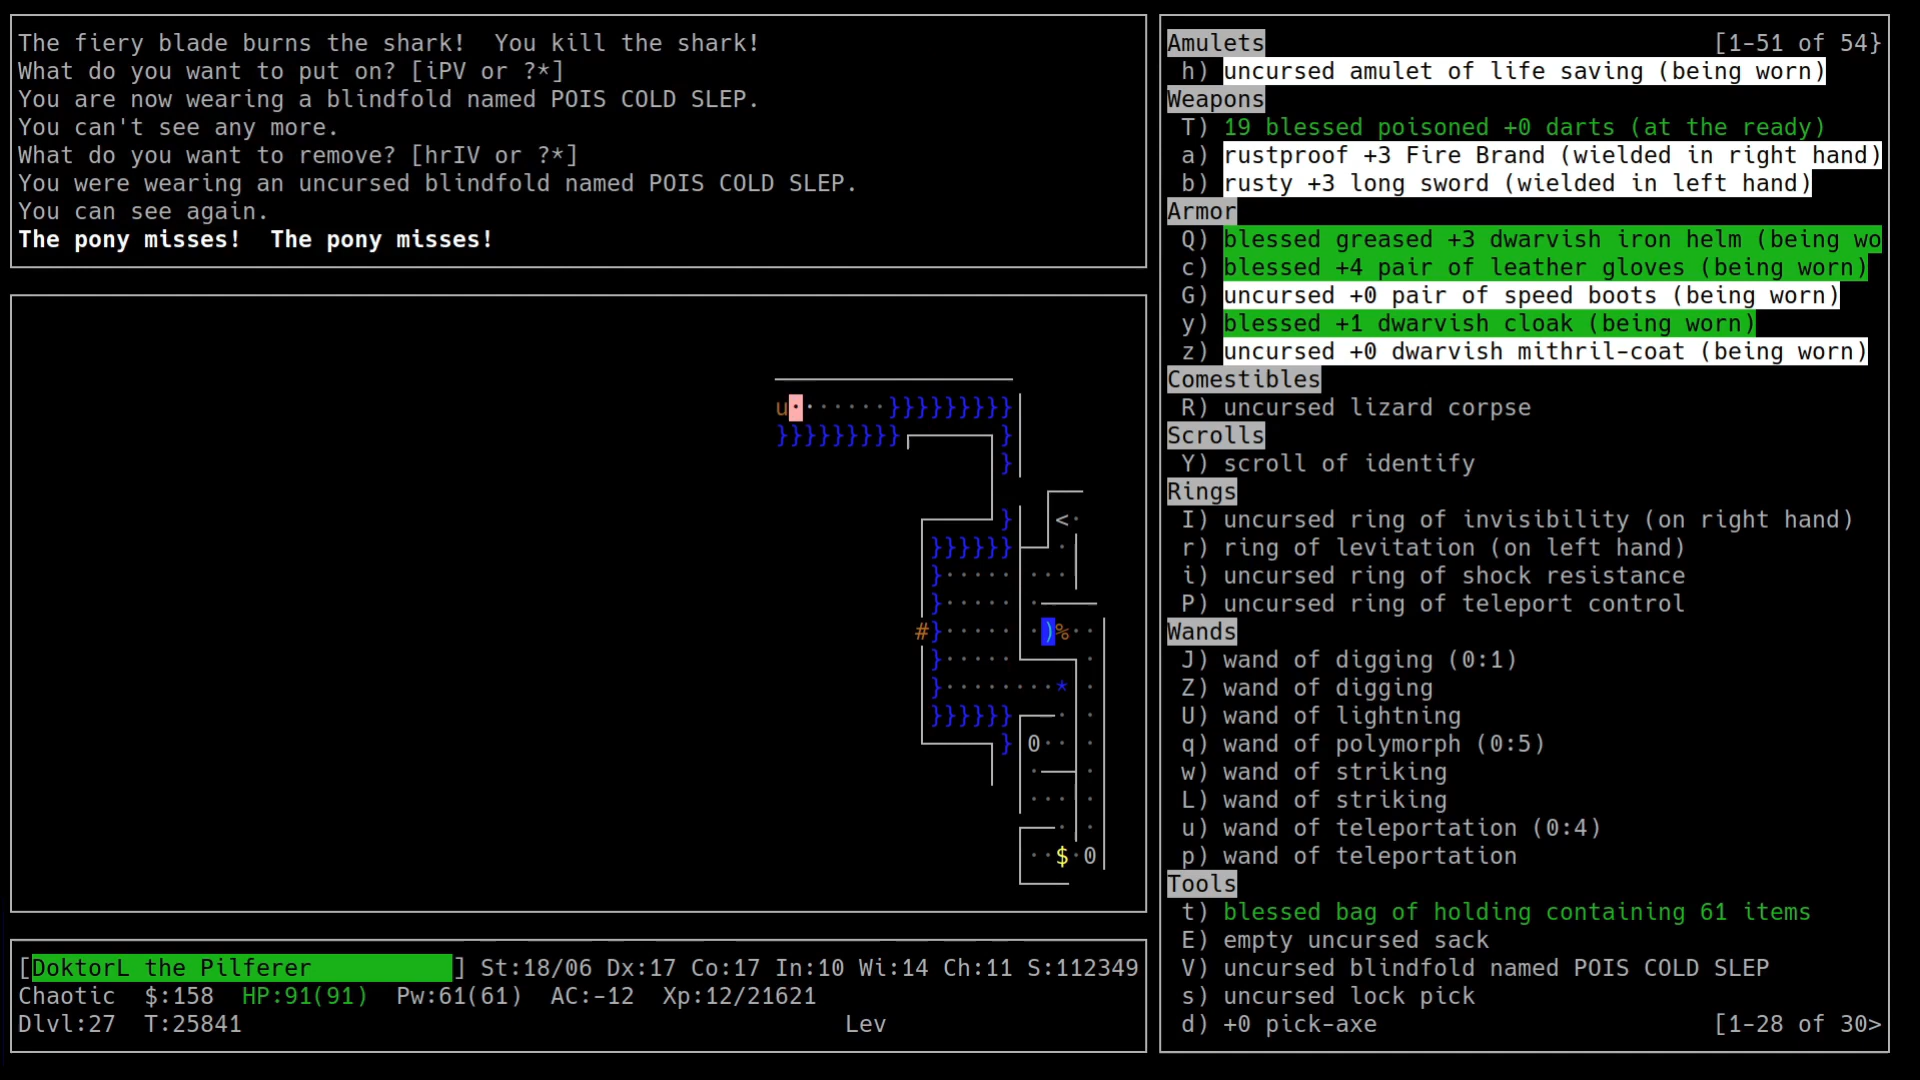 The fiery blade burns the shark!  You kill the shark!
What do you want to put on? [iPV or ?*]
You are now wearing a blindfold named POIS COLD SLEP.
You can't see any more.
What do you want to remove? [hrIV or ?*]
You were wearing an uncursed blindfold named POIS COLD SLEP.
You can see again.
The pony misses!  The pony misses!
u·······}}}}}}}}}
}}}}}}}}} }
}
} <·
}}}}}} ·
}····· ···
}····· ·
#}····· ·)%··
}····· ·
}········* ·
}}}}}} · ·
} 0·· ·
· ·
··· ·
· ·
··$·0
[DoktorL the Pilferer          ] St:18/06 Dx:17 Co:17 In:10 Wi:14 Ch:11 S:112349
Chaotic  $:158  HP:91(91)  Pw:61(61)  AC:-12  Xp:12/21621
Dlvl:27  T:25841 Lev
Amulets [1-51 of 54}
h) uncursed amulet of life saving (being worn)
Weapons
T) 19 blessed poisoned +0 darts (at the ready)
a) rustproof +3 Fire Brand (wielded in right hand)
b) rusty +3 long sword (wielded in left hand)
Armor
Q) blessed greased +3 dwarvish iron helm (being wo
c) blessed +4 pair of leather gloves (being worn)
G) uncursed +0 pair of speed boots (being worn)
y) blessed +1 dwarvish cloak (being worn)
z) uncursed +0 dwarvish mithril-coat (being worn)
Comestibles
R) uncursed lizard corpse
Scrolls
Y) scroll of identify
Rings
I) uncursed ring of invisibility (on right hand)
r) ring of levitation (on left hand)
i) uncursed ring of shock resistance
P) uncursed ring of teleport control
Wands
J) wand of digging (0:1)
Z) wand of digging
U) wand of lightning
q) wand of polymorph (0:5)
w) wand of striking
L) wand of striking
u) wand of teleportation (0:4)
p) wand of teleportation
Tools
t) blessed bag of holding containing 61 items
E) empty uncursed sack
V) uncursed blindfold named POIS COLD SLEP
s) uncursed lock pick
d) +0 pick-axe [1-28 of 30>